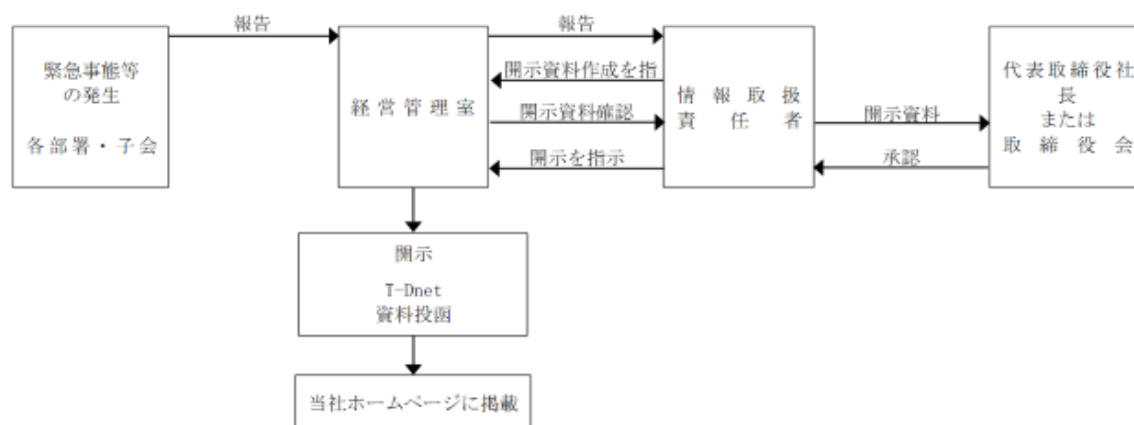 緊急事態等
の発生
各部署・子会
報告
経営管理室
報告
開示資料作成を指
開示資料確認
開示を指示
情報取扱
責任者
開示資料
承認
代表取締役社
長
または
取締役会
開示
T-Dnet
資料投函
当社ホームページに掲載